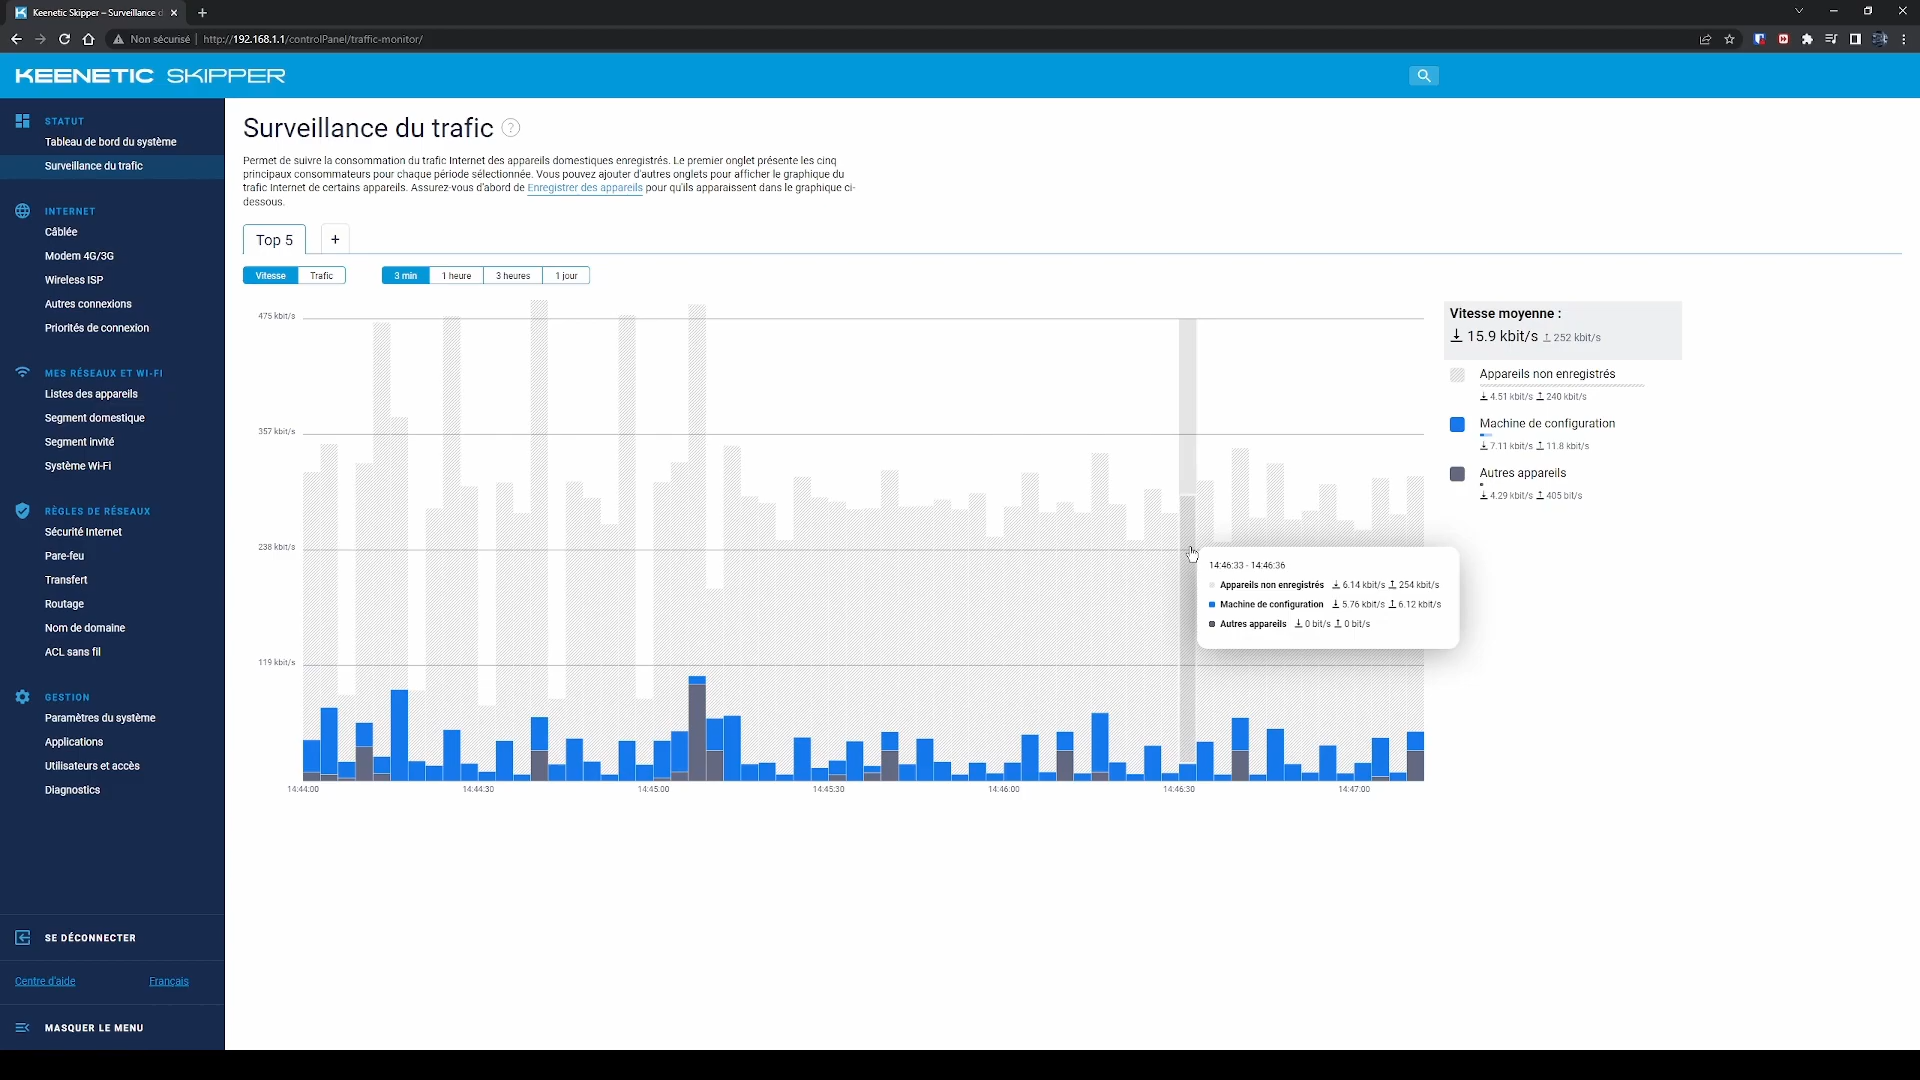 Keenetic Skipper – Surveillance d
Non sécurisé | http://192.168.1.1/controlPanel/traffic-monitor/
KEENETIC SKIPPER
STATUT
Tableau de bord du système
Surveillance du trafic
INTERNET
Câblée
Modem 4G/3G
Wireless ISP
Autres connexions
Priorités de connexion
MES RÉSEAUX ET WI-FI
Listes des appareils
Segment domestique
Segment invité
Système Wi-Fi
RÈGLES DE RÉSEAUX
Sécurité Internet
Pare-feu
Transfert
Routage
Nom de domaine
ACL sans fil
GESTION
Paramètres du système
Applications
Utilisateurs et accès
Diagnostics
SE DÉCONNECTER
Centre d'aide Français
MASQUER LE MENU
Surveillance du trafic ?
Permet de suivre la consommation du trafic Internet des appareils domestiques enregistrés. Le premier onglet présente les cinq
principaux consommateurs pour chaque période sélectionnée. Vous pouvez ajouter d'autres onglets pour afficher le graphique du
trafic Internet de certains appareils. Assurez-vous d'abord de Enregistrer des appareils pour qu'ils apparaissent dans le graphique ci-
dessous.
Top 5 +
Vitesse Trafic 3 min 1 heure 3 heures 1 jour
475 kbit/s
357 kbit/s
238 kbit/s
119 kbit/s
14:44:00 14:44:30 14:45:00 14:45:30 14:46:00 14:46:30 14:47:00
14:46:33 - 14:46:36
Appareils non enregistrés 6.14 kbit/s 254 kbit/s
Machine de configuration 5.76 kbit/s 6.12 kbit/s
Autres appareils 0 bit/s 0 bit/s
Vitesse moyenne :
15.9 kbit/s 252 kbit/s
Appareils non enregistrés
4.51 kbit/s 240 kbit/s
Machine de configuration
7.11 kbit/s 11.8 kbit/s
Autres appareils
4.29 kbit/s 405 bit/s